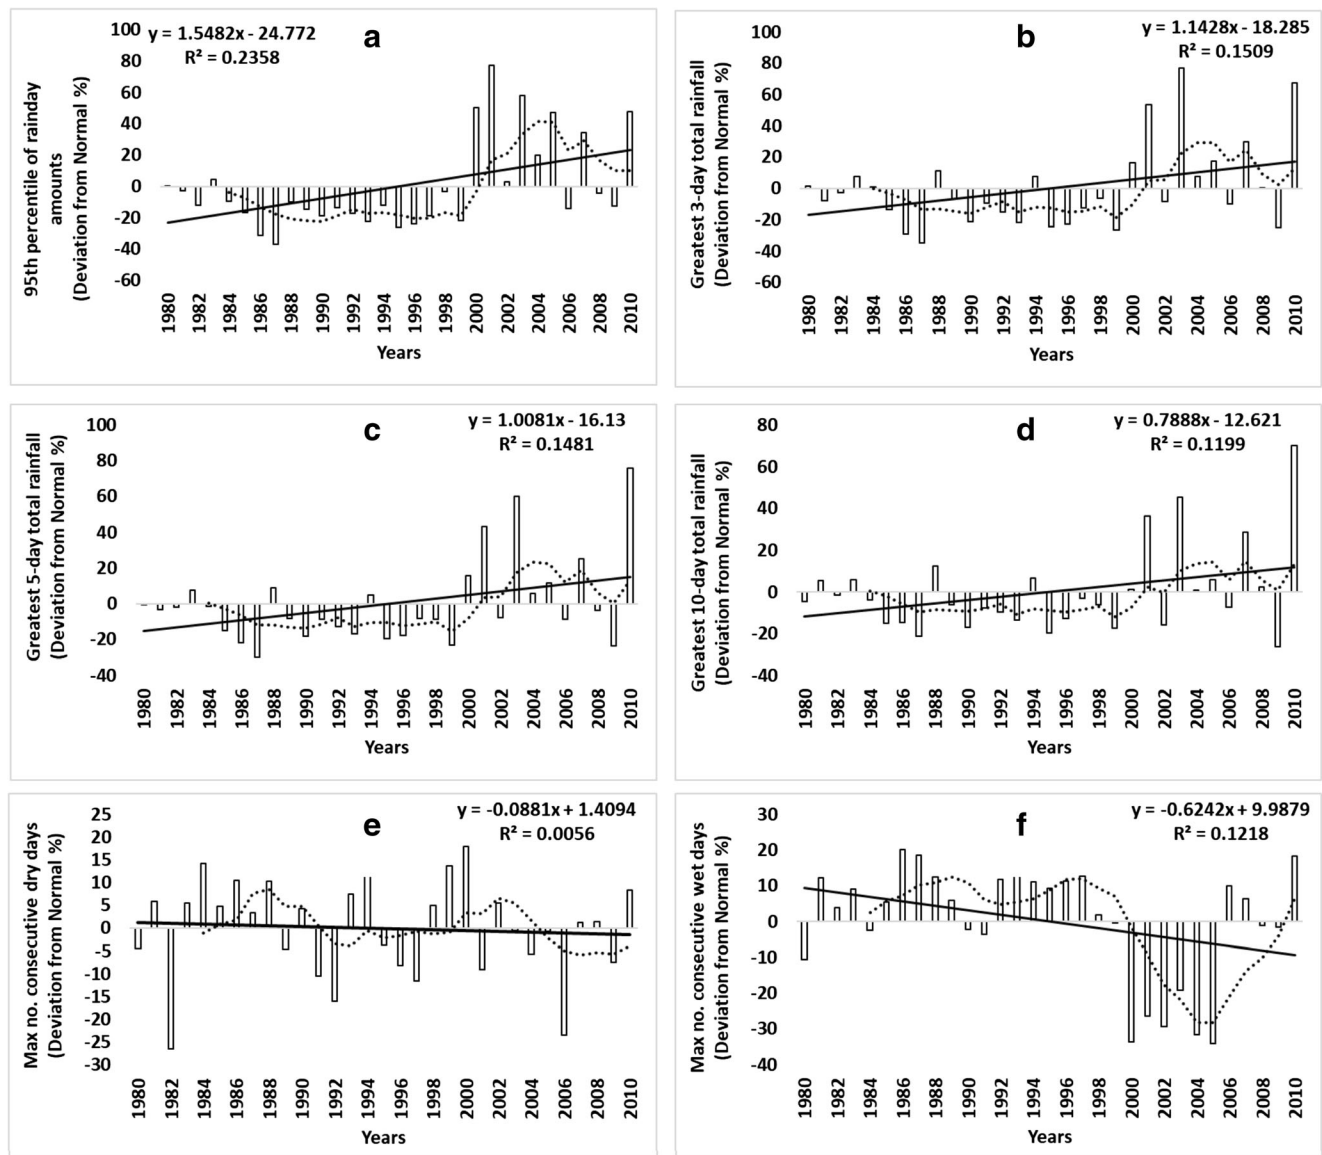 a
y = 1.5482x - 24.772
R² = 0.2358
95th percentile of rainday
amounts
(Deviation from Normal %)
100
80
60
40
20
0
-20
-40
-60
1980 1982 1984 1986 1988 1990 1992 1994 1996 1998 2000 2002 2004 2006 2008 2010
Years
b
y = 1.1428x - 18.285
R² = 0.1509
Greatest 3-day total rainfall
(Deviation from Normal %)
100
80
60
40
20
0
-20
-40
-60
1980 1982 1984 1986 1988 1990 1992 1994 1996 1998 2000 2002 2004 2006 2008 2010
Years
c
y = 1.0081x - 16.13
R² = 0.1481
Greatest 5-day total rainfall
(Deviation from Normal %)
100
80
60
40
20
0
-20
-40
1980 1982 1984 1986 1988 1990 1992 1994 1996 1998 2000 2002 2004 2006 2008 2010
Years
d
y = 0.7888x - 12.621
R² = 0.1199
Greatest 10-day total rainfall
(Deviation from Normal %)
80
60
40
20
0
-20
-40
1980 1982 1984 1986 1988 1990 1992 1994 1996 1998 2000 2002 2004 2006 2008 2010
Years
e
y = -0.0881x + 1.4094
R² = 0.0056
Max no. consecutive dry days
(Deviation from Normal %)
25
20
15
10
5
0
-5
-10
-15
-20
-25
-30
1980 1982 1984 1986 1988 1990 1992 1994 1996 1998 2000 2002 2004 2006 2008 2010
Years
f
y = -0.6242x + 9.9879
R² = 0.1218
Max no. consecutive wet days
(Deviation from Normal %)
30
20
10
0
-10
-20
-30
-40
1980 1982 1984 1986 1988 1990 1992 1994 1996 1998 2000 2002 2004 2006 2008 2010
Years